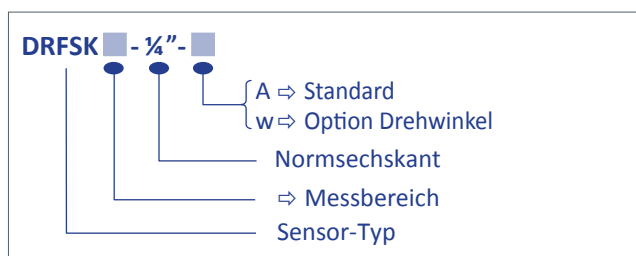 DRFSK - ¼”-
A ⇨ Standard
w ⇨ Option Drehwinkel
Normsechskant
⇨ Messbereich
Sensor-Typ